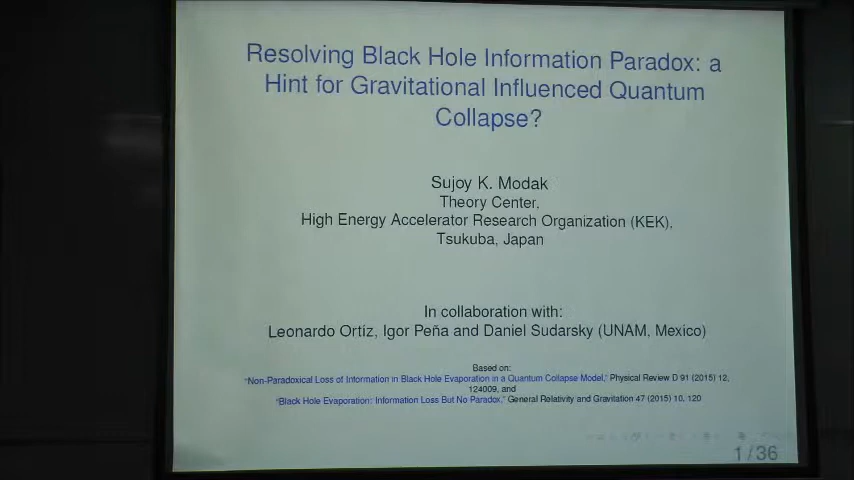 Resolving Black Hole Information Paradox: a
Hint for Gravitational Influenced Quantum
Collapse?
Sujoy K. Modak
Theory Center,
High Energy Accelerator Research Organization (KEK),
Tsukuba, Japan
In collaboration with:
Leonardo Ortíz, Igor Peña and Daniel Sudarsky (UNAM, Mexico)
Based on:
"Non-Paradoxical Loss of Information in Black Hole Evaporation in a Quantum Collapse Model," Physical Review D 91 (2015) 12,
124009, and
"Black Hole Evaporation: Information Loss But No Paradox," General Relativity and Gravitation 47 (2015) 10, 120
1/36